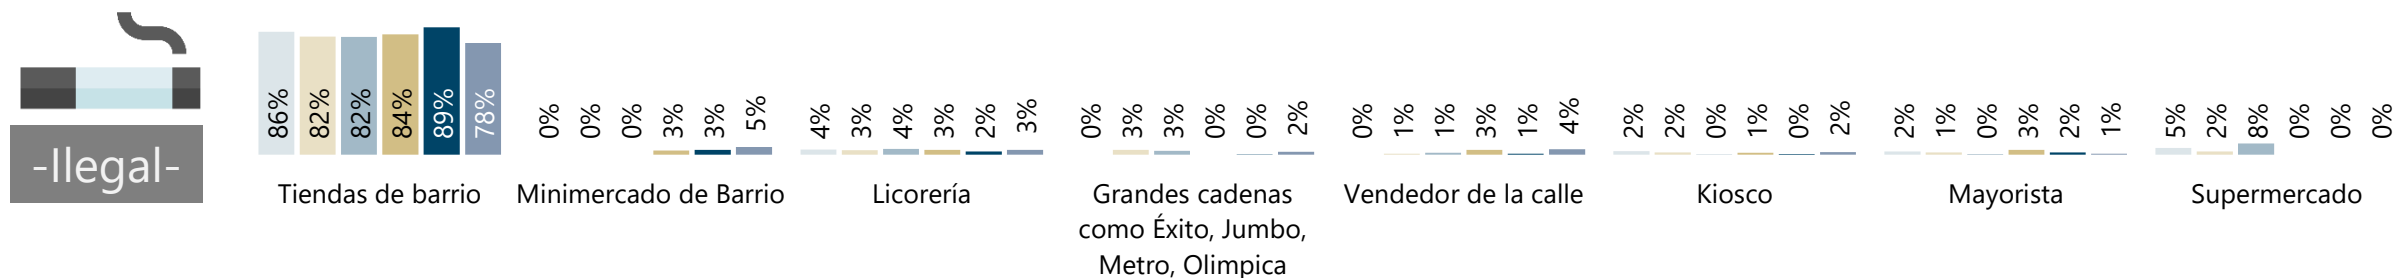 86% 82% 82% 84% 89% 78%
0% 0% 0% 3% 3% 5%
4% 3% 4% 3% 2% 3%
0% 3% 3% 0% 0% 2%
0% 1% 1% 3% 1% 4%
2% 2% 0% 1% 0% 2%
2% 1% 0% 3% 2% 1%
5% 2% 8% 0% 0% 0%
-Ilegal-
Tiendas de barrio
Minimercado de Barrio
Licorería
Grandes cadenas
como Éxito, Jumbo,
Metro, Olimpica
Vendedor de la calle
Kiosco
Mayorista
Supermercado